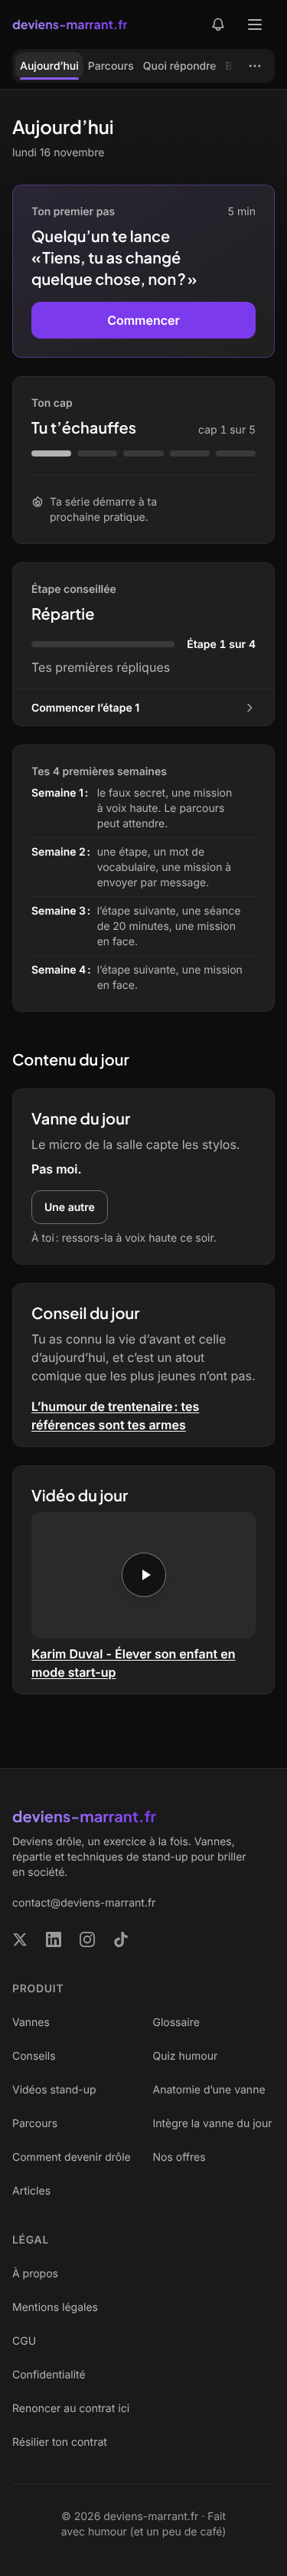 deviens-marrant.fr
Aujourd’hui Parcours Quoi répondre
Aujourd’hui
lundi 16 novembre
Ton premier pas 5 min
Quelqu’un te lance
« Tiens, tu as changé
quelque chose, non ? »
Commencer
Ton cap
Tu t’échauffes cap 1 sur 5
Ta série démarre à ta
prochaine pratique.
Étape conseillée
Répartie
Étape 1 sur 4
Tes premières répliques
Commencer l’étape 1
Tes 4 premières semaines
Semaine 1 : le faux secret, une mission
à voix haute. Le parcours
peut attendre.
Semaine 2 : une étape, un mot de
vocabulaire, une mission à
envoyer par message.
Semaine 3 : l’étape suivante, une séance
de 20 minutes, une mission
en face.
Semaine 4 : l’étape suivante, une mission
en face.
Contenu du jour
Vanne du jour
Le micro de la salle capte les stylos.
Pas moi.
Une autre
À toi : ressors-la à voix haute ce soir.
Conseil du jour
Tu as connu la vie d’avant et celle
d’aujourd’hui, et c’est un atout
comique que les plus jeunes n’ont pas.
L’humour de trentenaire : tes
références sont tes armes
Vidéo du jour
Karim Duval - Élever son enfant en
mode start-up
deviens-marrant.fr
Deviens drôle, un exercice à la fois. Vannes,
répartie et techniques de stand-up pour briller
en société.
contact@deviens-marrant.fr
PRODUIT
Vannes Glossaire
Conseils Quiz humour
Vidéos stand-up Anatomie d’une vanne
Parcours Intègre la vanne du jour
Comment devenir drôle Nos offres
Articles
LÉGAL
À propos
Mentions légales
CGU
Confidentialité
Renoncer au contrat ici
Résilier ton contrat
© 2026 deviens-marrant.fr · Fait
avec humour (et un peu de café)